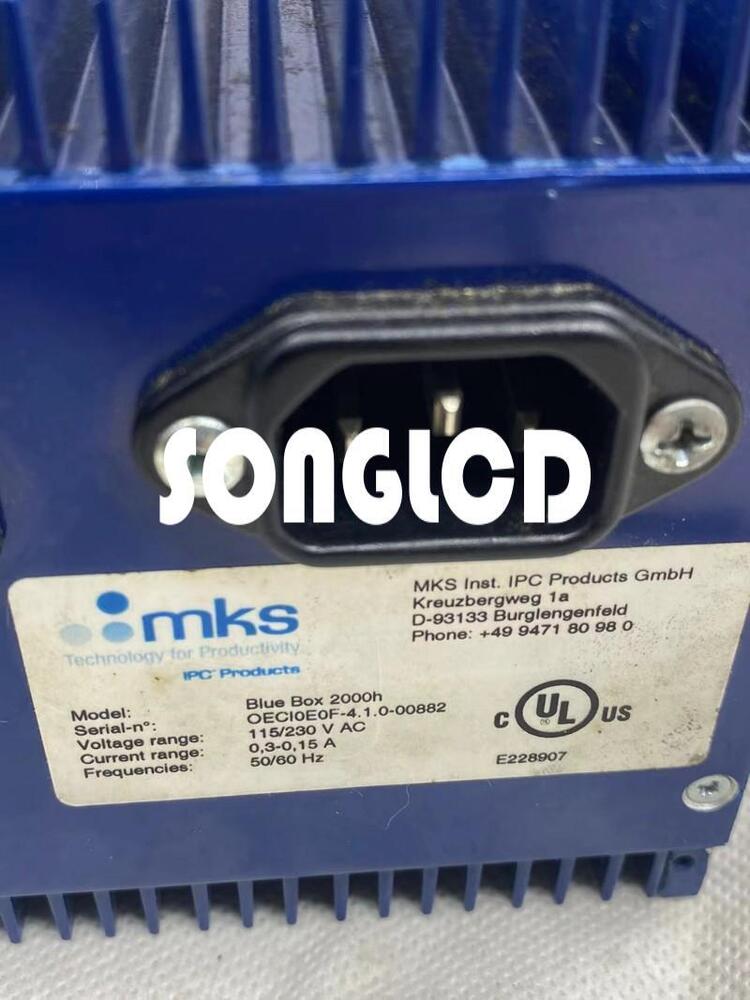 SONGLCD
mks
Technology for Productivity
IPC Products
MKS Inst. IPC Products GmbH
Kreuzbergweg 1a
D-93133 Burglengenfeld
Phone: +49 9471 80 98 0
Model: Blue Box 2000h
Serial-n°: OECI0E0F-4.1.0-00882
Voltage range: 115/230 V AC
Current range: 0,3-0,15 A
Frequencies: 50/60 Hz
C UL US
E228907